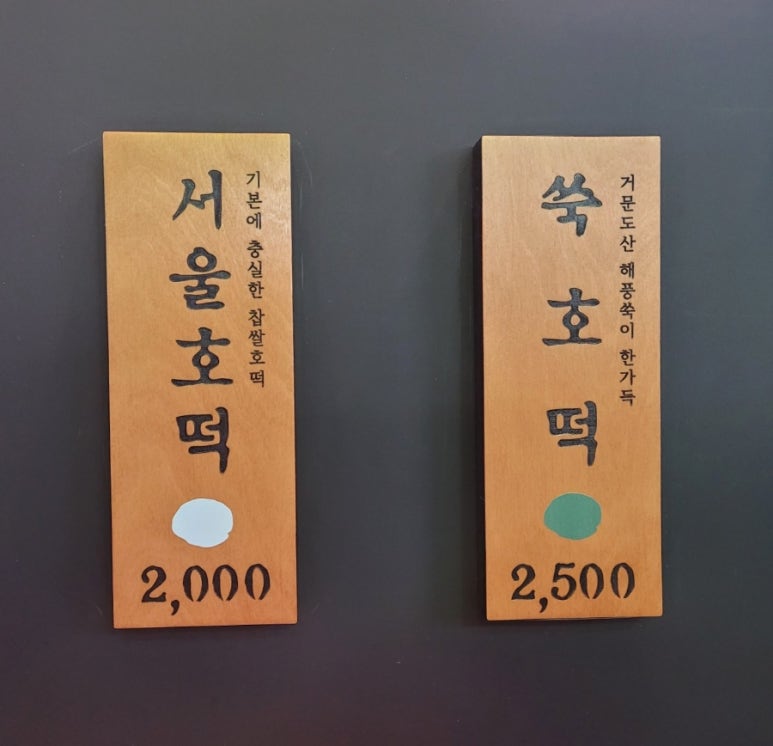 서울호떡
기본에 충실한 찹쌀호떡
2,000
쑥호떡
거문도산 해풍쑥이 한가득
2,500